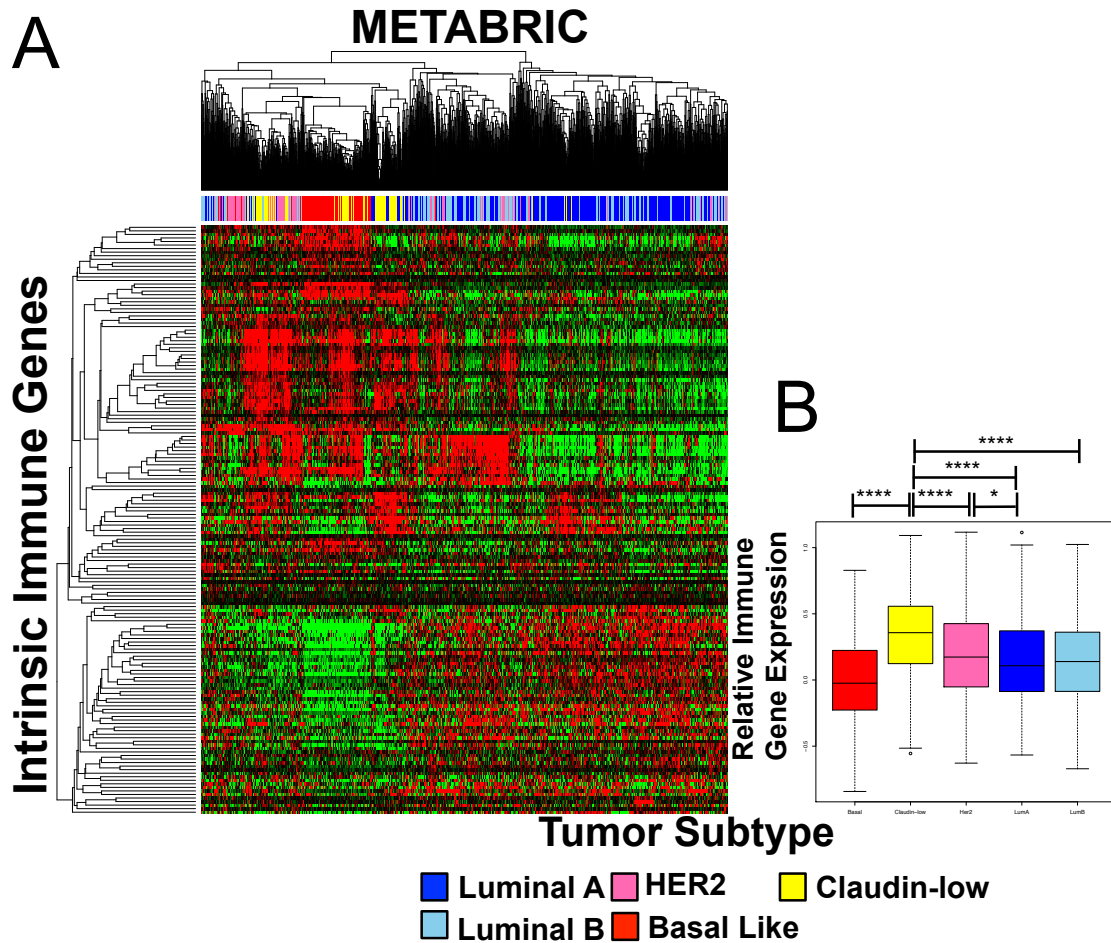 A
METABRIC
Intrinsic Immune Genes
B
****
****
**** **** *
Relative Immune
Gene Expression
1.0
0.5
0.0
−0.5
Basal Claudin−low Her2 LumA LumB
Tumor Subtype
Luminal A HER2 Claudin-low
Luminal B Basal Like